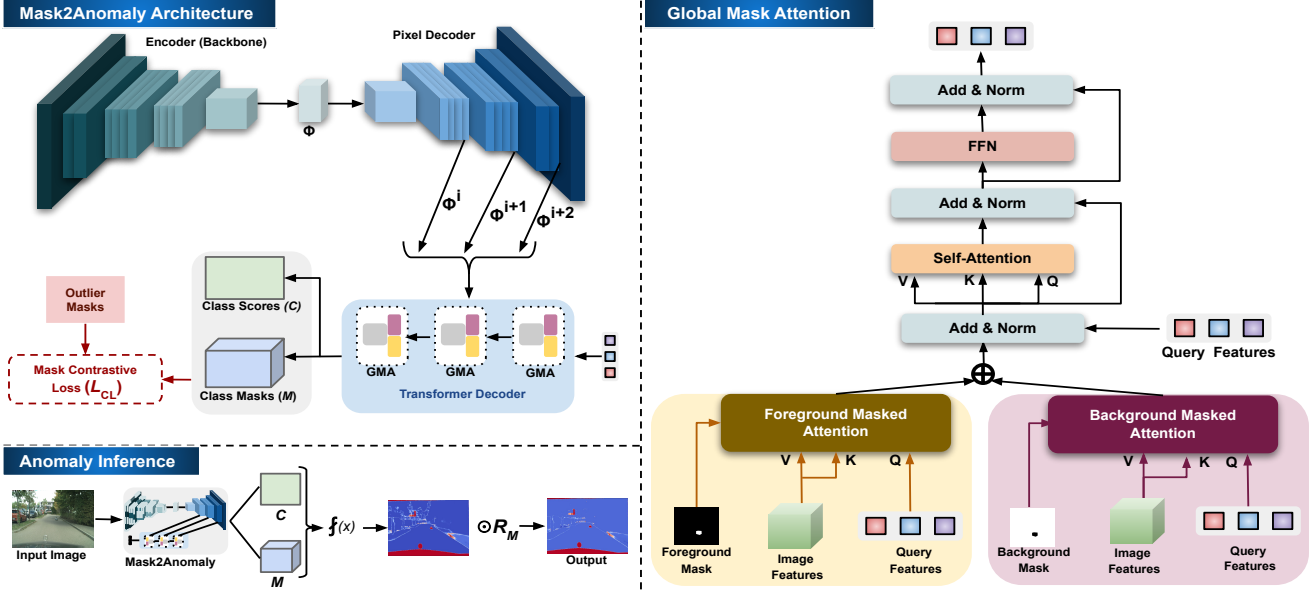 Mask2Anomaly Architecture
Encoder (Backbone)
Pixel Decoder
Φ
Φi
Φi+1
Φi+2
Outlier
Masks
Class Scores (C)
Mask Contrastive
Loss (LCL)
Class Masks (M)
GMA
GMA
GMA
Transformer Decoder
Anomaly Inference
Input Image
Mask2Anomaly
C
M
f(x)
⊙RM
Output
Global Mask Attention
Add & Norm
FFN
Add & Norm
Self-Attention
V
K
Q
Add & Norm
Query Features
Foreground Masked
Attention
V
K
Q
Foreground
Mask
Image
Features
Query
Features
Background Masked
Attention
V
K
Q
Background
Mask
Image
Features
Query
Features